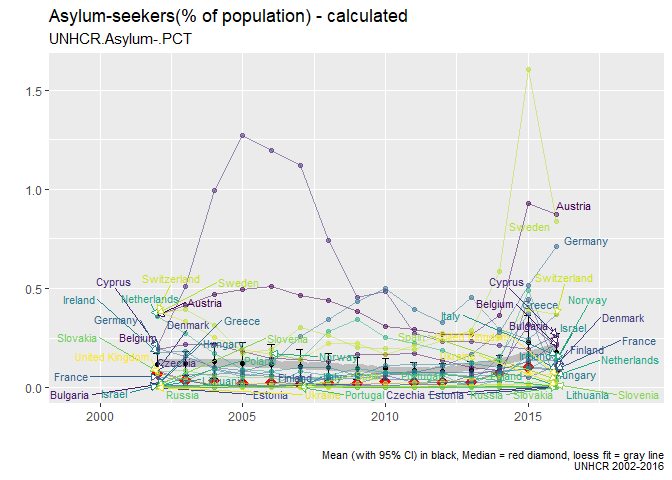 Asylum-seekers(% of population) - calculated
UNHCR.Asylum-.PCT
1.5
1.0
0.5
0.0
Austria
Sweden
Germany
Cyprus
Switzerland
Sweden
Cyprus
Switzerland
Ireland
Netherlands
Austria
Belgium
Greece
Norway
Germany
Denmark
Greece
Italy
Bulgaria
Israel
Denmark
Slovakia
Belgium
Hungary
Slovenia
Finland
France
United Kingdom
Czechia
Norway
Ireland
Netherlands
France
Lithuania
Finland
Hungary
Bulgaria
Israel
Russia
Estonia
Ukraine
Portugal
Czechia
Estonia
Russia
Slovakia
Lithuania
Slovenia
2000
2005
2010
2015
Mean (with 95% CI) in black, Median = red diamond, loess fit = gray line
UNHCR 2002-2016